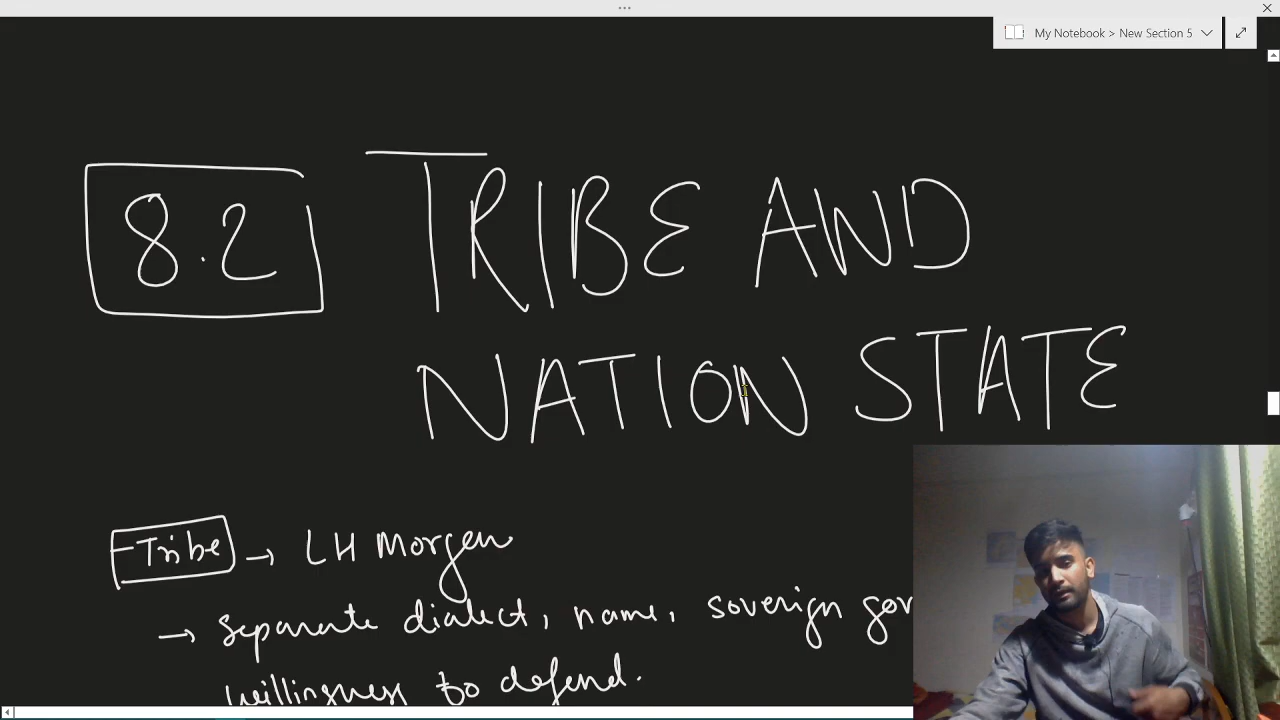 ...
My Notebook > New Section 5
8.2 TRIBE AND
NATION STATE
Tribe → LH Morgen
→ separate dialect, name, soverign gov
willingness to defend.